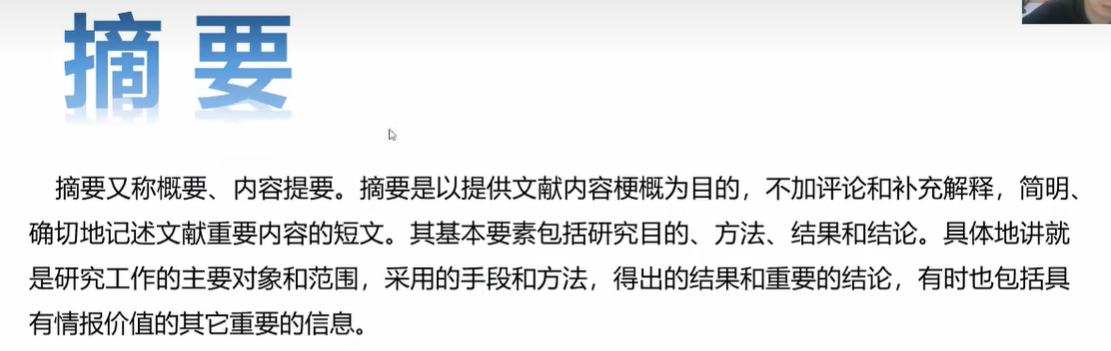 摘要
摘要又称概要、内容提要。摘要是以提供文献内容梗概为目的，不加评论和补充解释，简明、
确切地记述文献重要内容的短文。其基本要素包括研究目的、方法、结果和结论。具体地讲就
是研究工作的主要对象和范围，采用的手段和方法，得出的结果和重要的结论，有时也包括具
有情报价值的其它重要的信息。